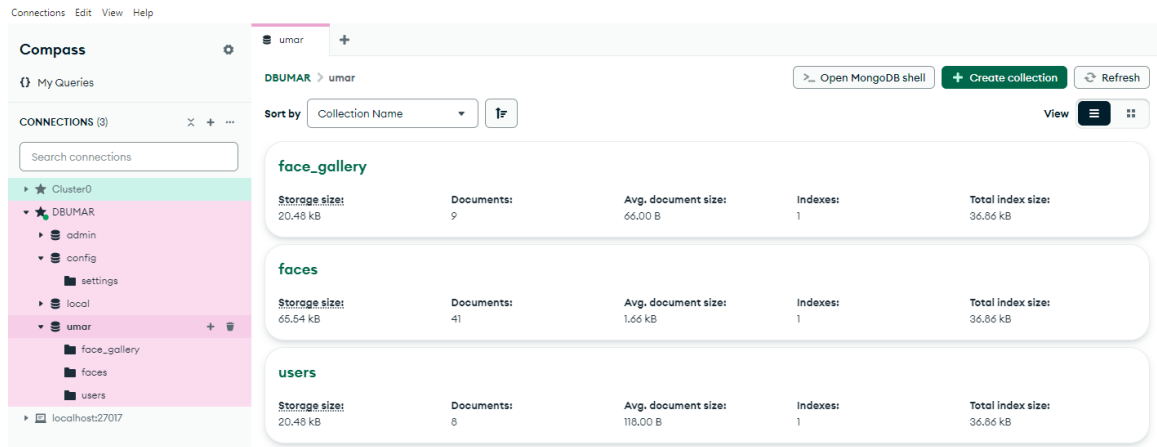 Connections Edit View Help
Compass
{} My Queries
CONNECTIONS (3)
Search connections
Cluster0
DBUMAR
admin
config
settings
local
umar
face_gallery
faces
users
localhost:27017
umar
DBUMAR > umar
>_ Open MongoDB shell
+ Create collection
Refresh
Sort by Collection Name
View
face_gallery
Storage size: Documents: Avg. document size: Indexes: Total index size:
20.48 kB 9 66.00 B 1 36.86 kB
faces
Storage size: Documents: Avg. document size: Indexes: Total index size:
65.54 kB 41 1.66 kB 1 36.86 kB
users
Storage size: Documents: Avg. document size: Indexes: Total index size:
20.48 kB 8 118.00 B 1 36.86 kB